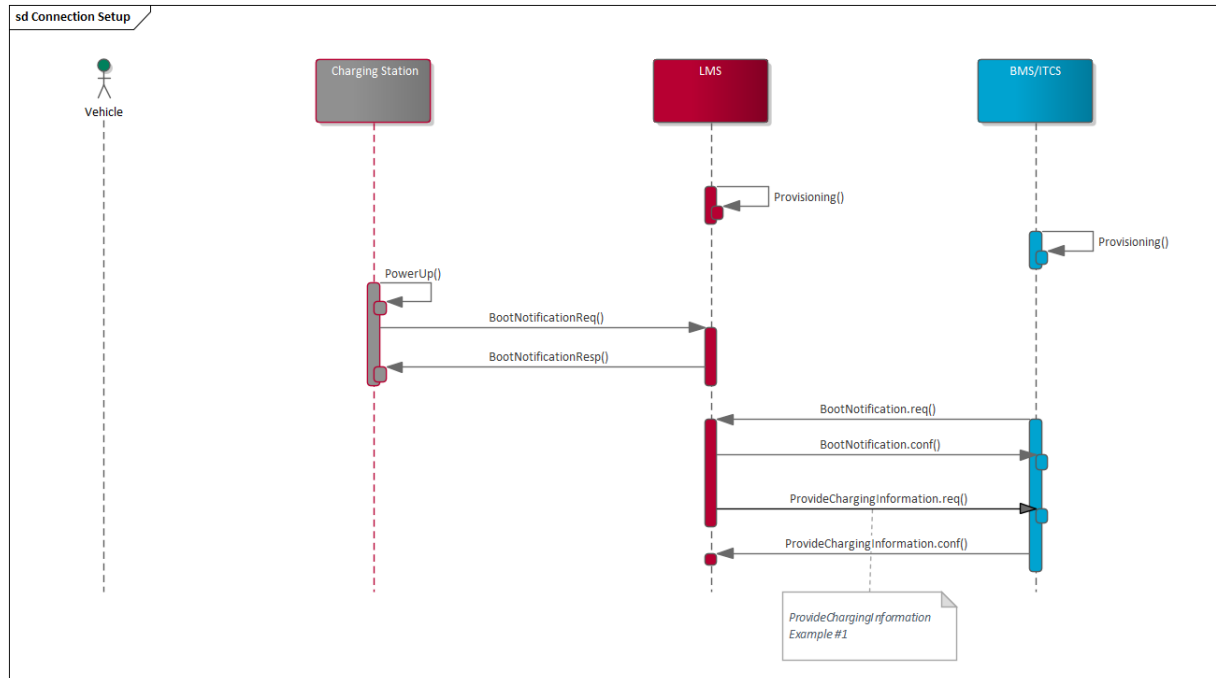 sd Connection Setup
Vehicle
Charging Station
LMS
BMS/ITCS
Provisioning()
Provisioning()
PowerUp()
BootNotificationReq()
BootNotificationResp()
BootNotification.req()
BootNotification.conf()
ProvideChargingInformation.req()
ProvideChargingInformation.conf()
ProvideChargingInformation
Example #1